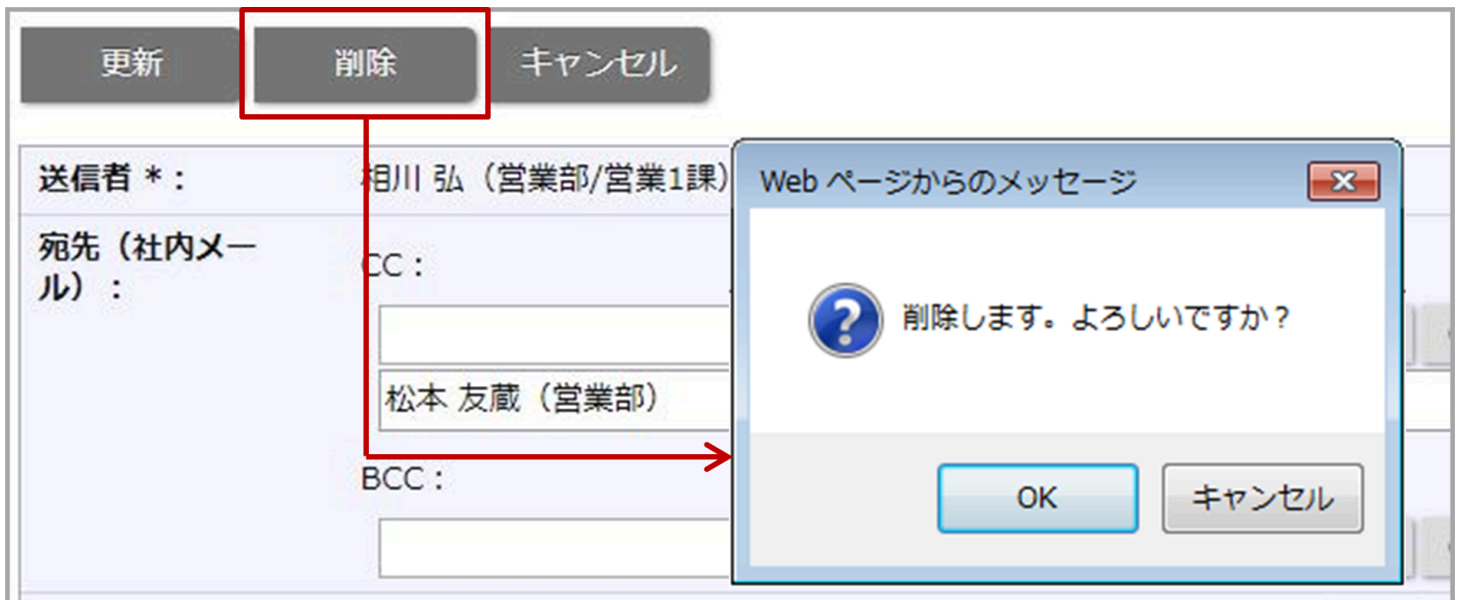 更新 削除 キャンセル
送信者 * : 相川 弘（営業部/営業1課）
宛先（社内メー
ル）:
CC :
松本 友蔵（営業部）
BCC :
Web ページからのメッセージ
削除します。よろしいですか？
OK キャンセル